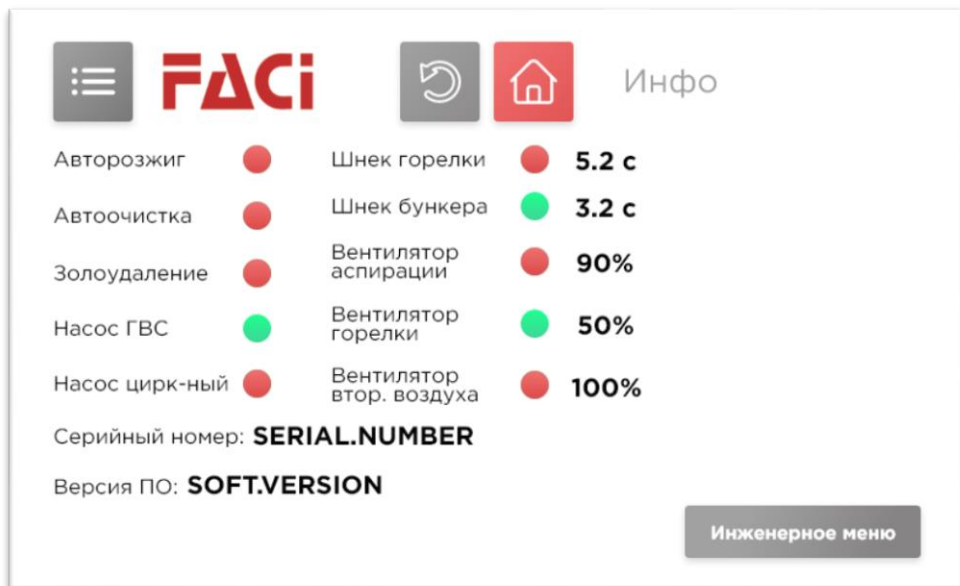 FACi
Инфо
Авторозжиг
Шнек горелки 5.2 с
Автоочистка
Шнек бункера 3.2 с
Золоудаление
Вентилятор
аспирации 90%
Насос ГВС
Вентилятор
горелки 50%
Насос цирк-ный
Вентилятор
втор. воздуха 100%
Серийный номер: SERIAL.NUMBER
Версия ПО: SOFT.VERSION
Инженерное меню